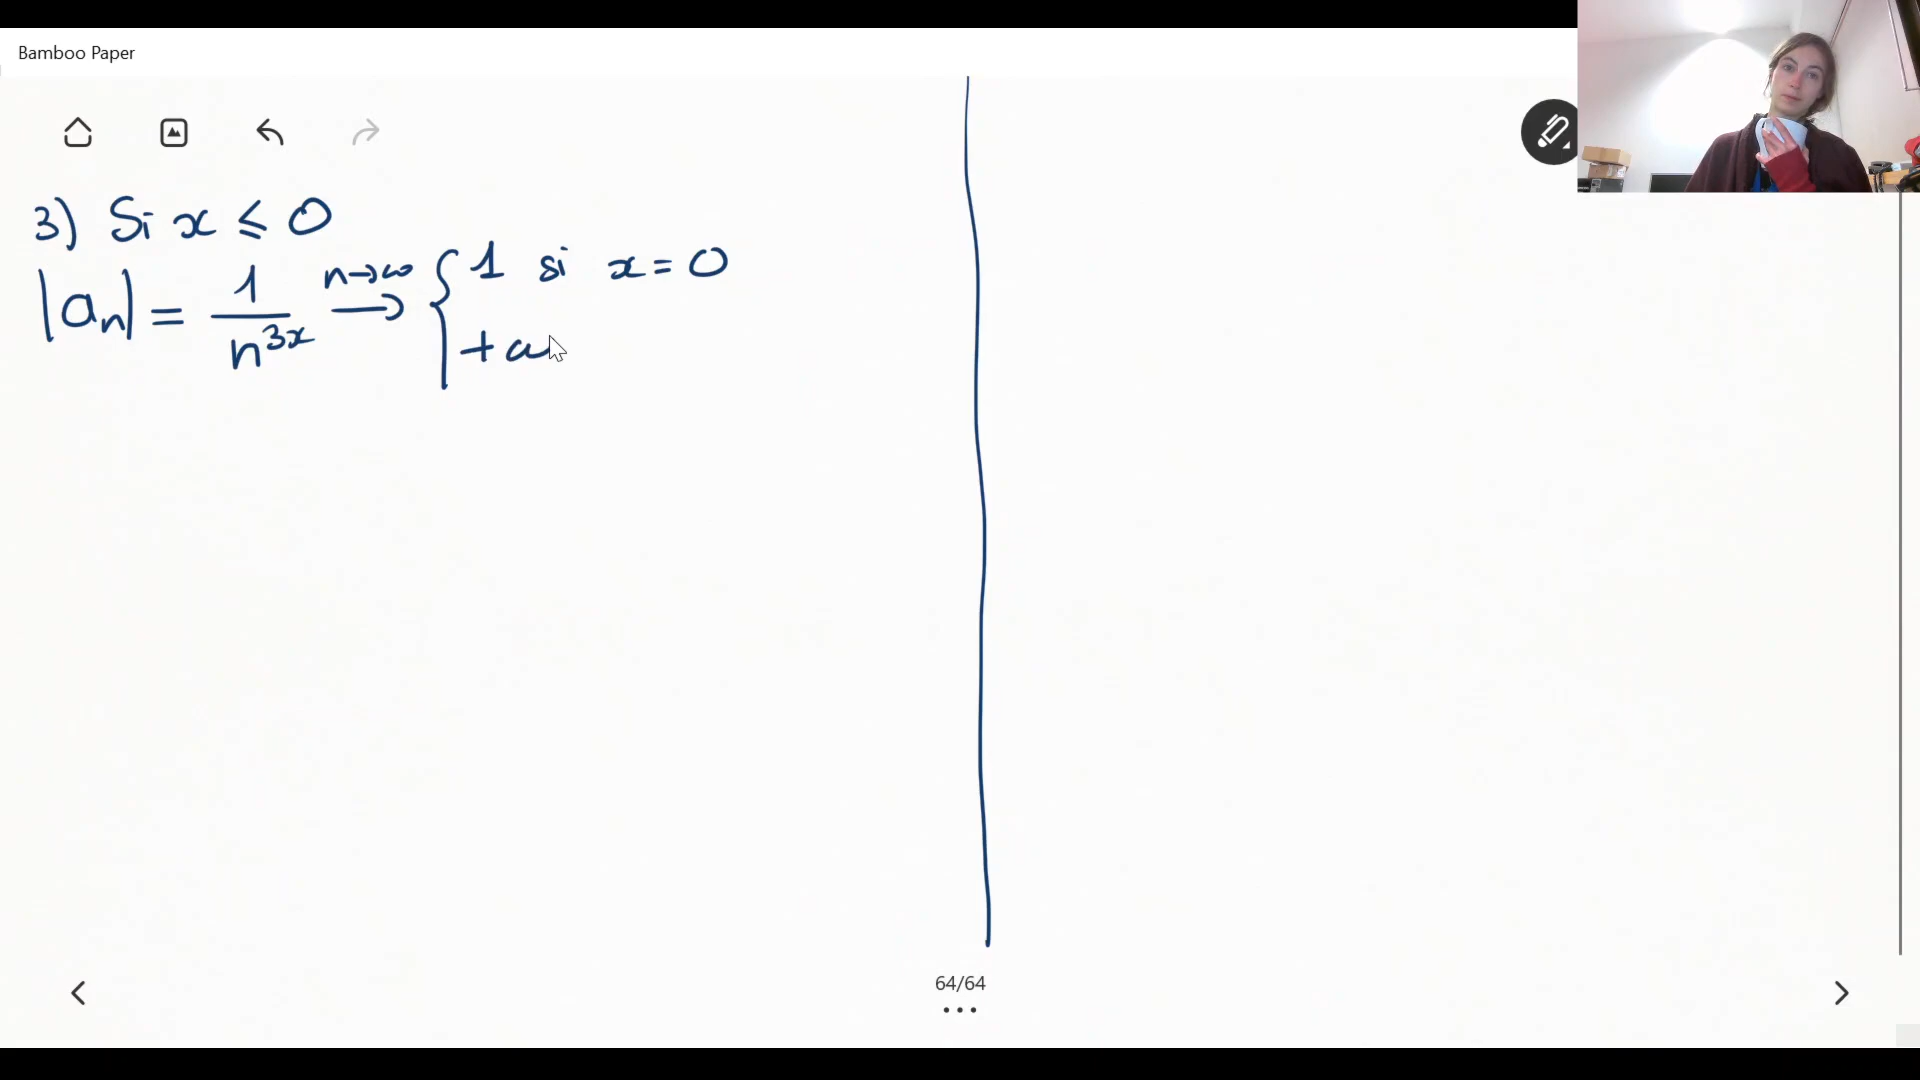 Bamboo Paper
3) Si x ≤ 0
|aₙ| = 1/n^{3x} n→∞ ⟶ { 1 si x = 0
+∞
64/64